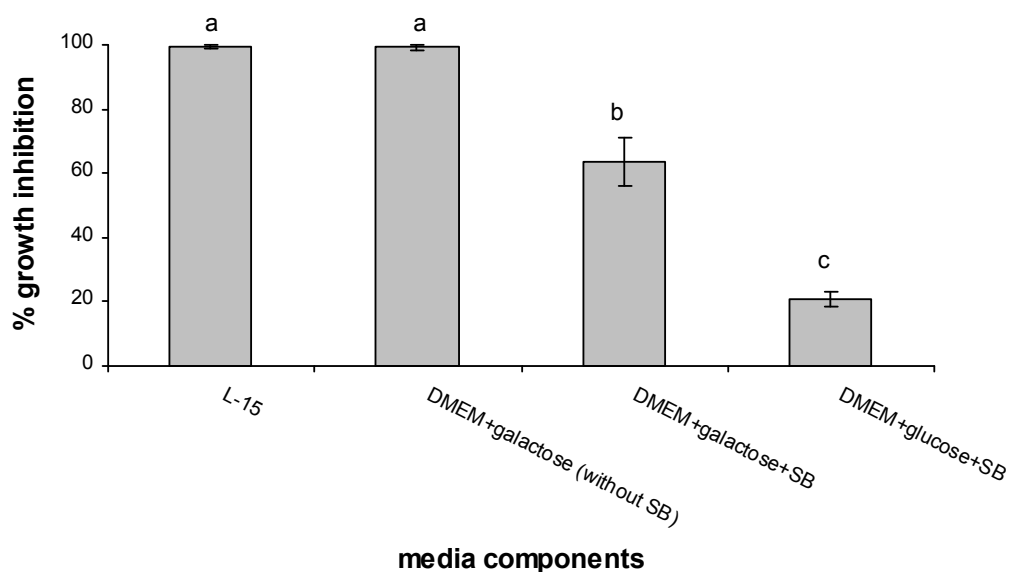 a a
b
c
100
80
60
40
20
0
% growth inhibition
L-15
DMEM+galactose (without SB)
DMEM+galactose+SB
DMEM+glucose+SB
media components